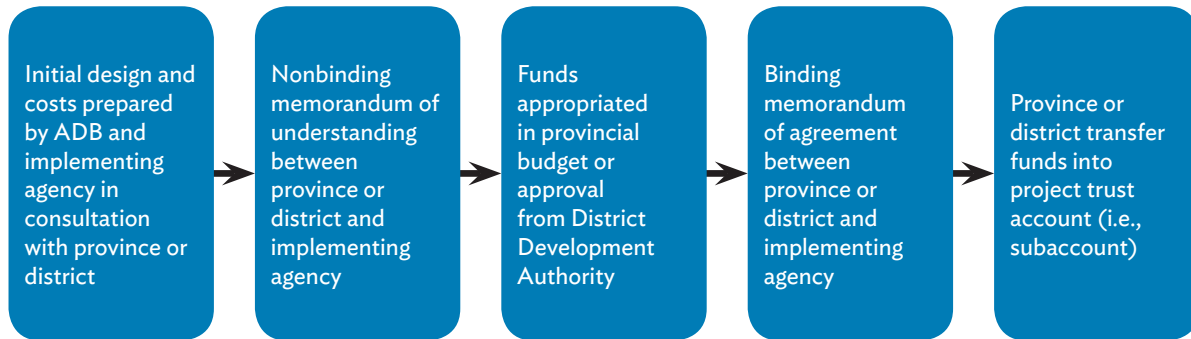 Initial design and
costs prepared
by ADB and
implementing
agency in
consultation
with province or
district
Nonbinding
memorandum of
understanding
between
province or
district and
implementing
agency
Funds
appropriated
in provincial
budget or
approval
from District
Development
Authority
Binding
memorandum
of agreement
between
province or
district and
implementing
agency
Province or
district transfer
funds into
project trust
account (i.e.,
subaccount)